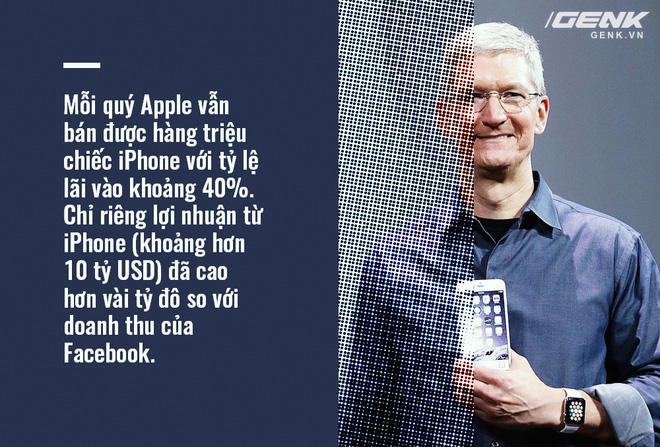 GENK
GENK.VN
Mỗi quý Apple vẫn
bán được hàng triệu
chiếc iPhone với tỷ lệ
lãi vào khoảng 40%.
Chỉ riêng lợi nhuận từ
iPhone (khoảng hơn
10 tỷ USD) đã cao
hơn vài tỷ đô so với
doanh thu của
Facebook.